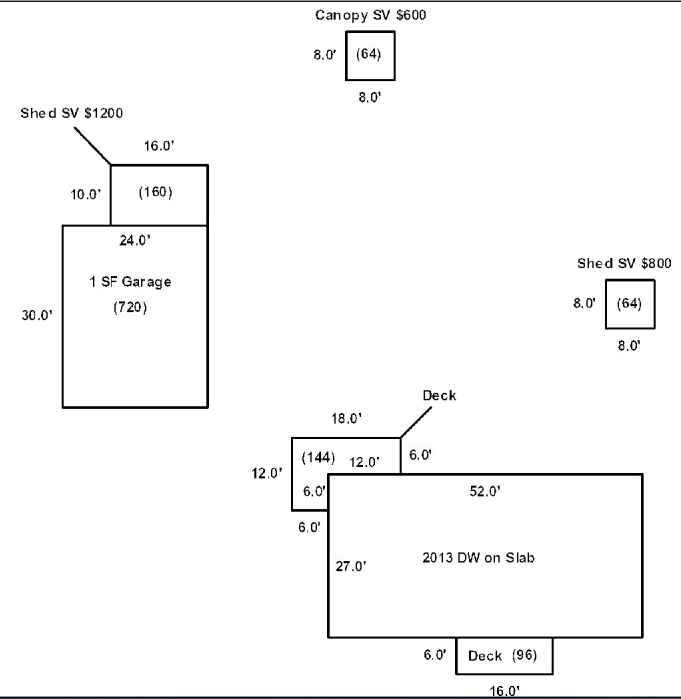 Canopy SV $600
8.0' (64)
8.0'
Shed SV $1200
16.0'
10.0' (160)
24.0'
1 SF Garage
(720)
30.0'
Shed SV $800
8.0' (64)
8.0'
Deck
18.0'
(144) 12.0' 6.0'
12.0'
6.0' 52.0'
6.0'
27.0' 2013 DW on Slab
6.0' Deck (96)
16.0'